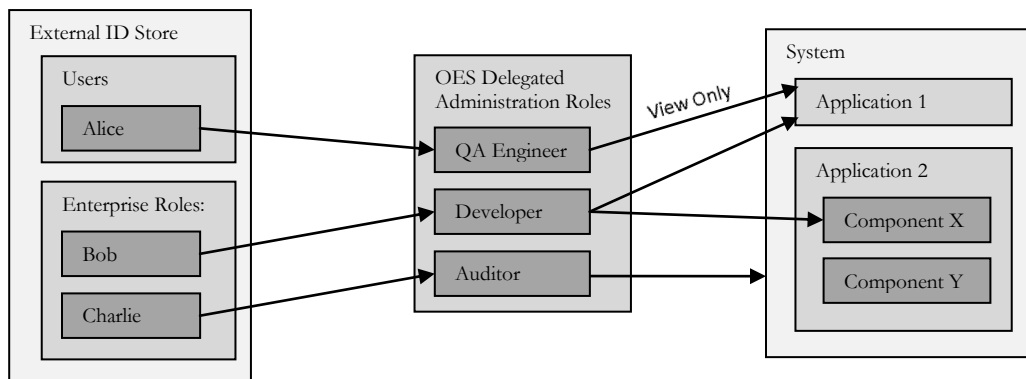 External ID Store
Users
Alice
Enterprise Roles:
Bob
Charlie
OES Delegated
Administration Roles
QA Engineer
Developer
Auditor
View Only
System
Application 1
Application 2
Component X
Component Y